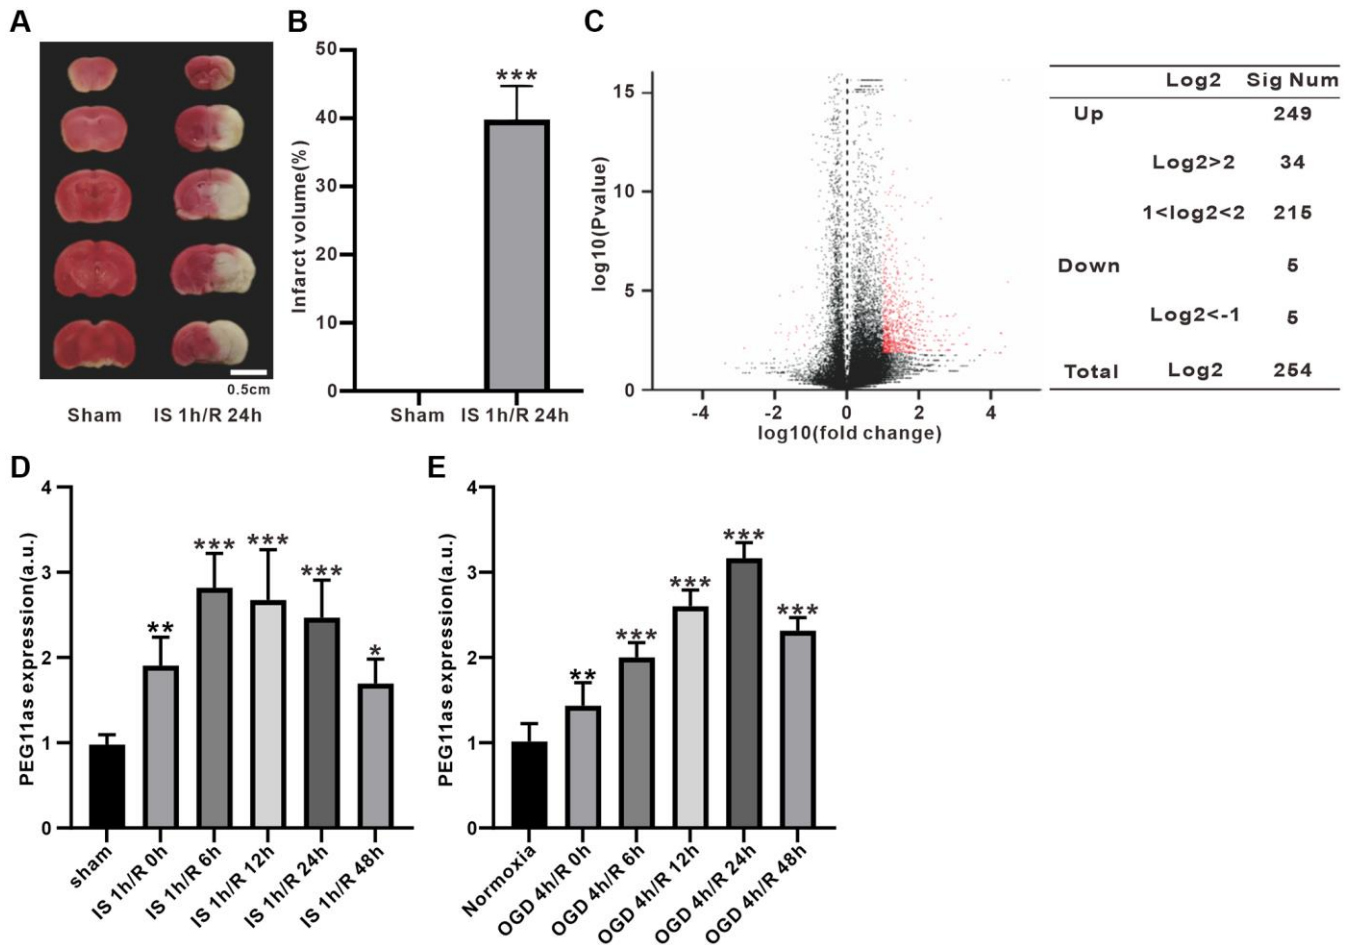 A
0.5cm
Sham IS 1h/R 24h
B
Infarct volume(%)
50
40
30
20
10
0
***
Sham IS 1h/R 24h
C
log10(Pvalue)
15
10
5
0
-4 -2 0 2 4
log10(fold change)
Log2 Sig Num
Up 249
Log2>2 34
1<log2<2 215
Down 5
Log2<-1 5
Total Log2 254
D
PEG11as expression(a.u.)
4
3
2
1
0
** *** *** *** *
sham IS 1h/R 0h IS 1h/R 6h IS 1h/R 12h IS 1h/R 24h IS 1h/R 48h
E
PEG11as expression(a.u.)
4
3
2
1
0
** *** *** *** ***
Normoxia OGD 4h/R 0h OGD 4h/R 6h OGD 4h/R 12h OGD 4h/R 24h OGD 4h/R 48h